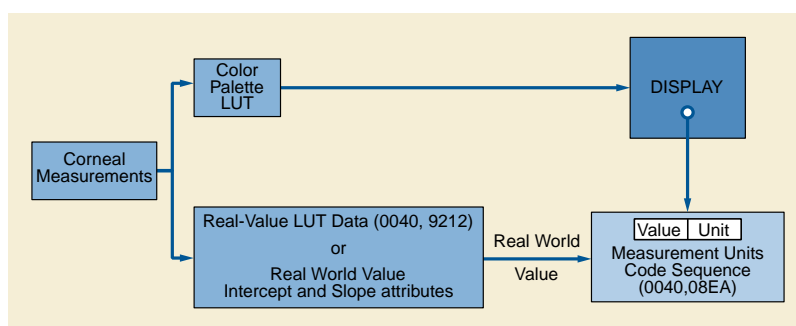 Color
Palette
LUT
DISPLAY
Corneal
Measurements
Real-Value LUT Data (0040, 9212)
or
Real World Value
Intercept and Slope attributes
Real World
Value
Value Unit
Measurement Units
Code Sequence
(0040,08EA)